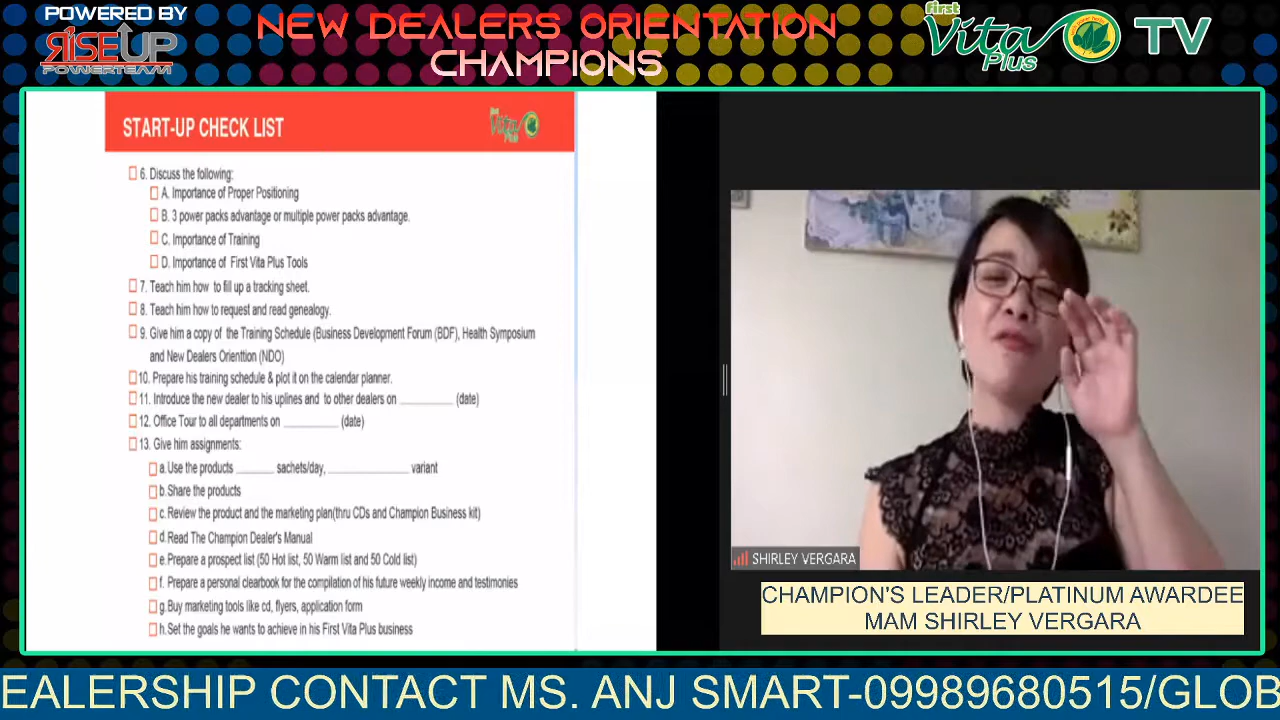 POWERED BY
RISEUP
POWERTEAM
NEW DEALERS ORIENTATION
CHAMPIONS
First
Vita
Plus
TV
START-UP CHECK LIST
Vita
Plus
6. Discuss the following:
A. Importance of Proper Positioning
B. 3 power packs advantage or multiple power packs advantage.
C. Importance of Training
D. Importance of First Vita Plus Tools
7. Teach him how to fill up a tracking sheet.
8. Teach him how to request and read genealogy.
9. Give him a copy of the Training Schedule (Business Development Forum (BDF), Health Symposium
and New Dealers Orienttion (NDO)
10. Prepare his training schedule & plot it on the calendar planner.
11. Introduce the new dealer to his uplines and to other dealers on __________ (date)
12. Office Tour to all departments on __________ (date)
13. Give him assignments:
a. Use the products _______ sachets/day, _______________ variant
b. Share the products
c. Review the product and the marketing plan(thru CDs and Champion Business kit)
d. Read The Champion Dealer's Manual
e. Prepare a prospect list (50 Hot list, 50 Warm list and 50 Cold list)
f. Prepare a personal clearbook for the compilation of his future weekly income and testimonies
g. Buy marketing tools like cd, flyers, application form
h. Set the goals he wants to achieve in his First Vita Plus business
SHIRLEY VERGARA
CHAMPION'S LEADER/PLATINUM AWARDEE
MAM SHIRLEY VERGARA
EALERSHIP CONTACT MS. ANJ SMART-09989680515/GLOB